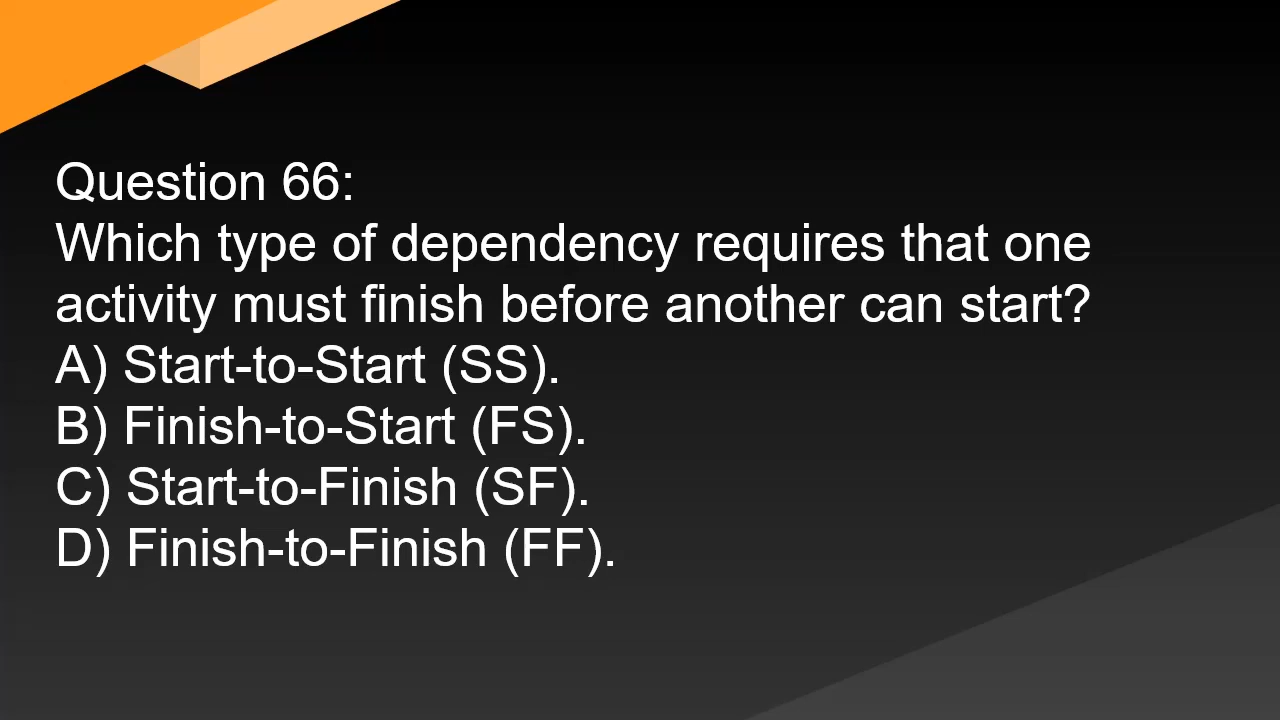 Question 66:
Which type of dependency requires that one
activity must finish before another can start?
A) Start-to-Start (SS).
B) Finish-to-Start (FS).
C) Start-to-Finish (SF).
D) Finish-to-Finish (FF).